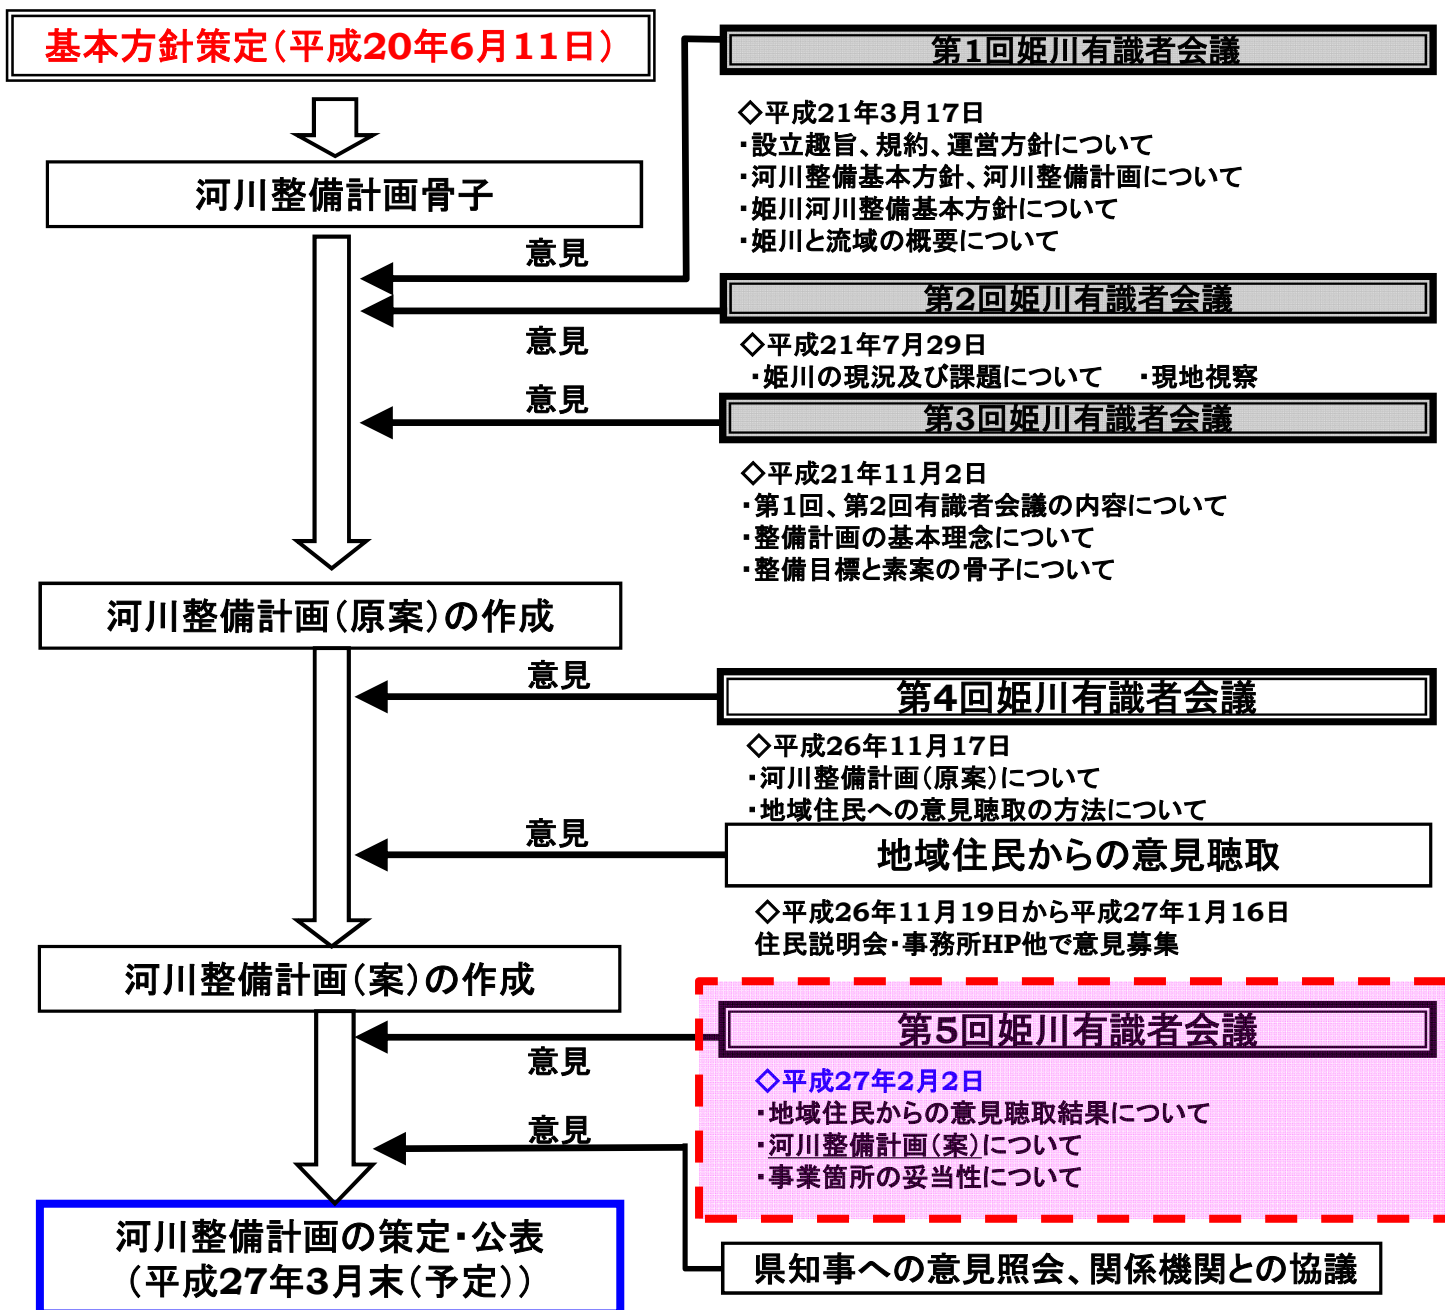 基本方針策定(平成20年6月11日)
第1回姫川有識者会議
◇平成21年3月17日
・設立趣旨、規約、運営方針について
・河川整備基本方針、河川整備計画について
・姫川河川整備基本方針について
・姫川と流域の概要について
河川整備計画骨子
意見
第2回姫川有識者会議
意見
◇平成21年7月29日
・姫川の現況及び課題について ・現地視察
意見
第3回姫川有識者会議
◇平成21年11月2日
・第1回、第2回有識者会議の内容について
・整備計画の基本理念について
・整備目標と素案の骨子について
河川整備計画(原案)の作成
意見
第4回姫川有識者会議
◇平成26年11月17日
・河川整備計画(原案)について
・地域住民への意見聴取の方法について
意見
地域住民からの意見聴取
◇平成26年11月19日から平成27年1月16日
住民説明会・事務所HP他で意見募集
河川整備計画(案)の作成
第5回姫川有識者会議
意見
◇平成27年2月2日
・地域住民からの意見聴取結果について
・河川整備計画(案)について
・事業箇所の妥当性について
意見
河川整備計画の策定・公表
(平成27年3月末(予定))
県知事への意見照会、関係機関との協議